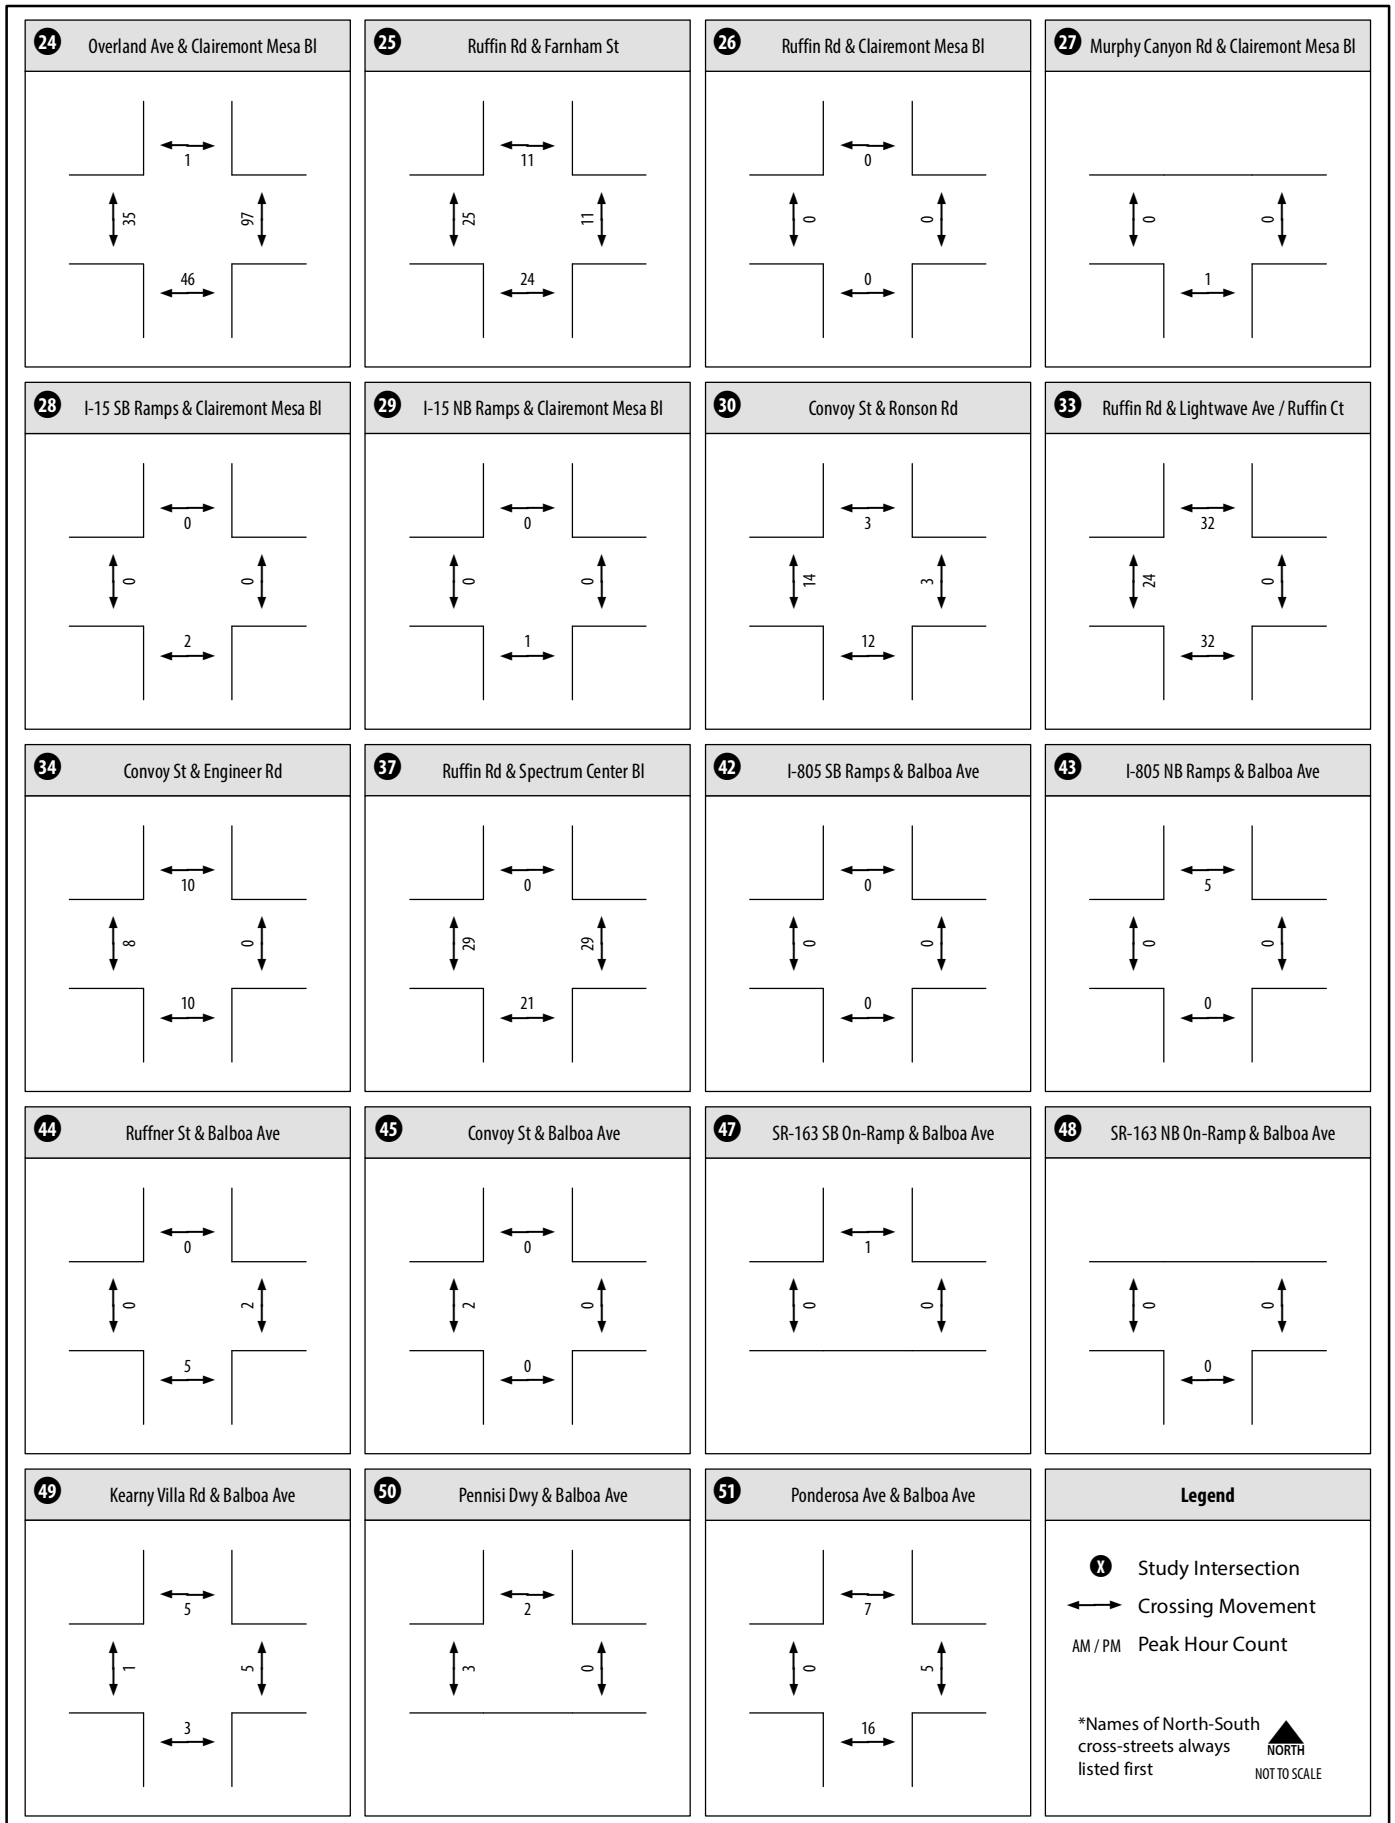 24 Overland Ave & Clairemont Mesa Bl
1
35
97
46
25 Ruffin Rd & Farnham St
11
25
11
24
26 Ruffin Rd & Clairemont Mesa Bl
0
0
0
0
27 Murphy Canyon Rd & Clairemont Mesa Bl
0
0
1
28 I-15 SB Ramps & Clairemont Mesa Bl
0
0
0
2
29 I-15 NB Ramps & Clairemont Mesa Bl
0
0
0
1
30 Convoy St & Ronson Rd
3
14
3
12
33 Ruffin Rd & Lightwave Ave / Ruffin Ct
32
24
0
32
34 Convoy St & Engineer Rd
10
8
0
10
37 Ruffin Rd & Spectrum Center Bl
0
29
29
21
42 I-805 SB Ramps & Balboa Ave
0
0
0
0
43 I-805 NB Ramps & Balboa Ave
5
0
0
0
44 Ruffner St & Balboa Ave
0
0
2
5
45 Convoy St & Balboa Ave
0
2
0
0
47 SR-163 SB On-Ramp & Balboa Ave
1
0
0
48 SR-163 NB On-Ramp & Balboa Ave
0
0
0
49 Kearny Villa Rd & Balboa Ave
5
1
5
3
50 Pennisi Dwy & Balboa Ave
2
3
0
51 Ponderosa Ave & Balboa Ave
7
0
5
16
Legend
X Study Intersection
Crossing Movement
AM / PM Peak Hour Count
*Names of North-South
cross-streets always
listed first
NORTH
NOT TO SCALE